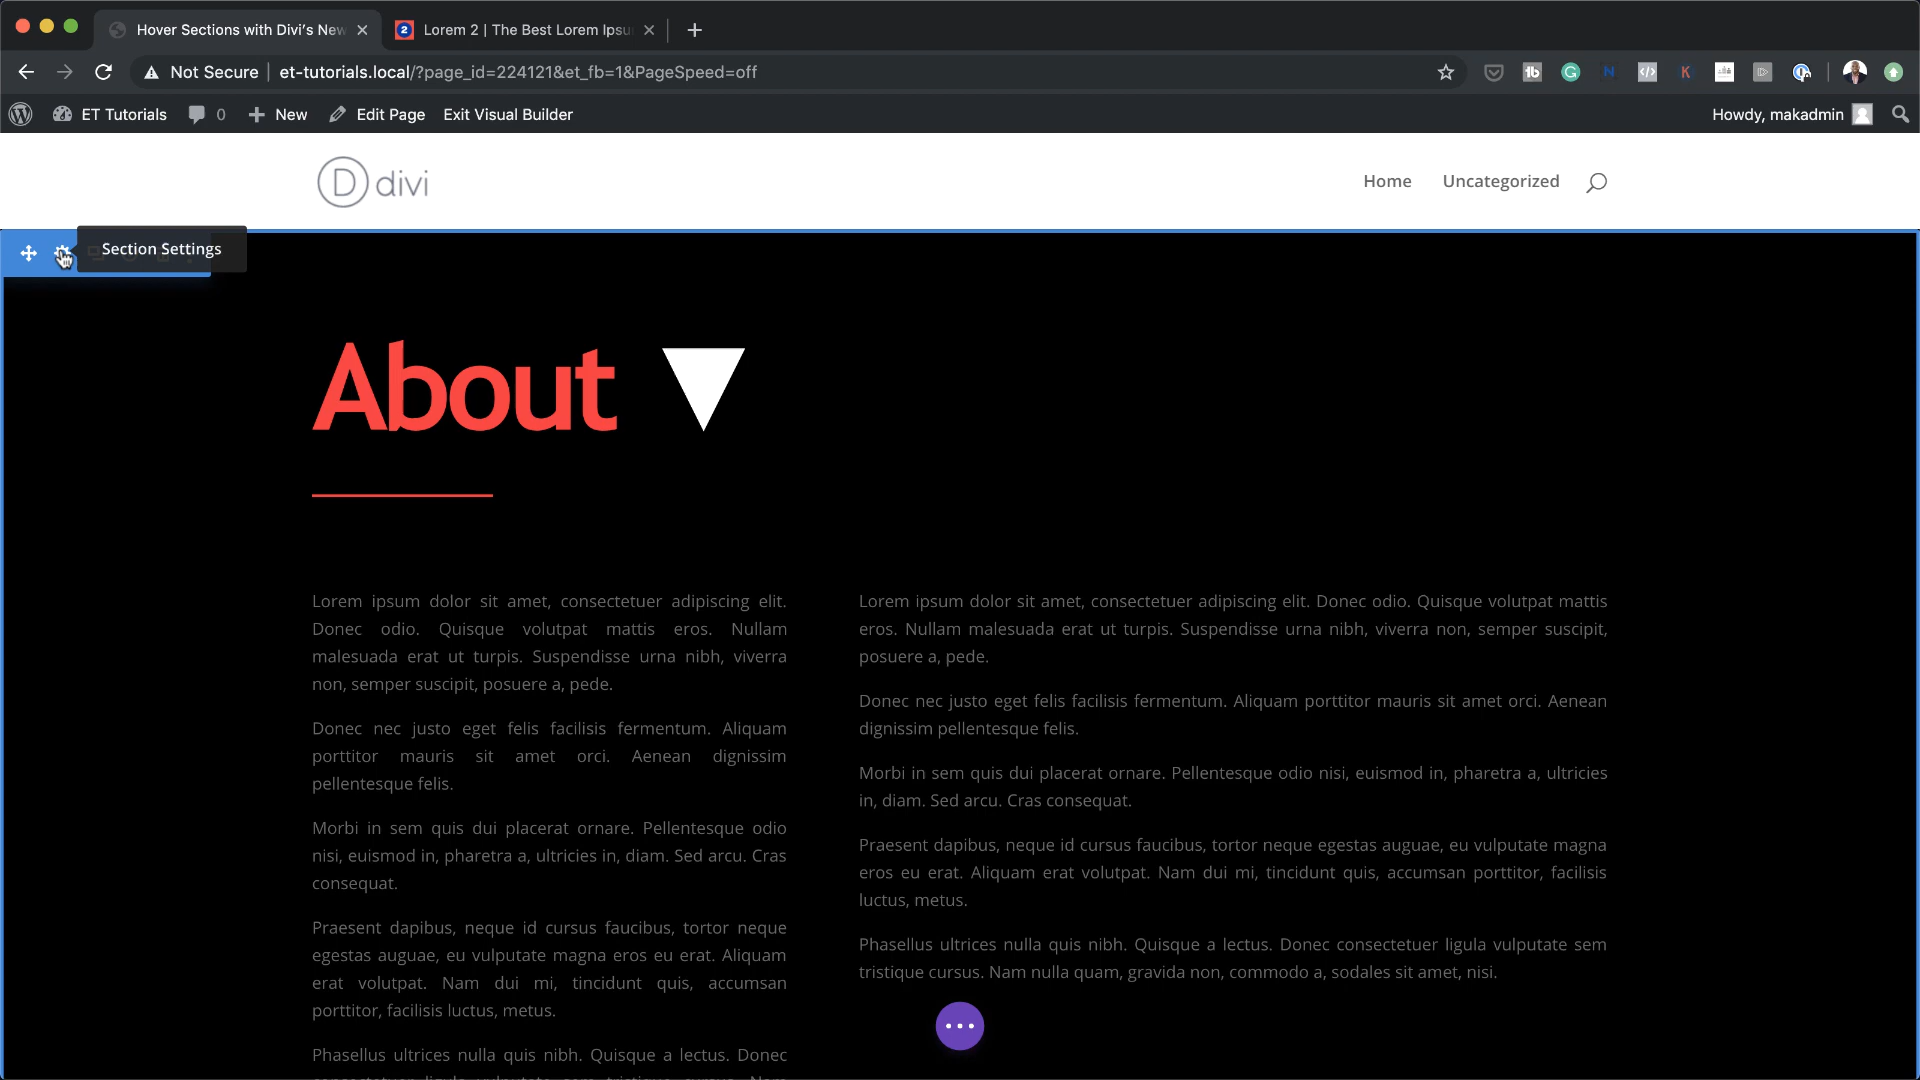 Hover Sections with Divi's New
Lorem 2 | The Best Lorem Ipsu
Not Secure
et-tutorials.local/?page_id=224121&et_fb=1&PageSpeed=off
ET Tutorials
0
New
Edit Page
Exit Visual Builder
Howdy, makadmin
D divi
Home
Uncategorized
Section Settings
About
Lorem ipsum dolor sit amet, consectetuer adipiscing elit.
Donec odio. Quisque volutpat mattis eros. Nullam
malesuada erat ut turpis. Suspendisse urna nibh, viverra
non, semper suscipit, posuere a, pede.
Donec nec justo eget felis facilisis fermentum. Aliquam
porttitor mauris sit amet orci. Aenean dignissim
pellentesque felis.
Morbi in sem quis dui placerat ornare. Pellentesque odio
nisi, euismod in, pharetra a, ultricies in, diam. Sed arcu. Cras
consequat.
Praesent dapibus, neque id cursus faucibus, tortor neque
egestas auguae, eu vulputate magna eros eu erat. Aliquam
erat volutpat. Nam dui mi, tincidunt quis, accumsan
porttitor, facilisis luctus, metus.
Phasellus ultrices nulla quis nibh. Quisque a lectus. Donec
Lorem ipsum dolor sit amet, consectetuer adipiscing elit. Donec odio. Quisque volutpat mattis
eros. Nullam malesuada erat ut turpis. Suspendisse urna nibh, viverra non, semper suscipit,
posuere a, pede.
Donec nec justo eget felis facilisis fermentum. Aliquam porttitor mauris sit amet orci. Aenean
dignissim pellentesque felis.
Morbi in sem quis dui placerat ornare. Pellentesque odio nisi, euismod in, pharetra a, ultricies
in, diam. Sed arcu. Cras consequat.
Praesent dapibus, neque id cursus faucibus, tortor neque egestas auguae, eu vulputate magna
eros eu erat. Aliquam erat volutpat. Nam dui mi, tincidunt quis, accumsan porttitor, facilisis
luctus, metus.
Phasellus ultrices nulla quis nibh. Quisque a lectus. Donec consectetuer ligula vulputate sem
tristique cursus. Nam nulla quam, gravida non, commodo a, sodales sit amet, nisi.